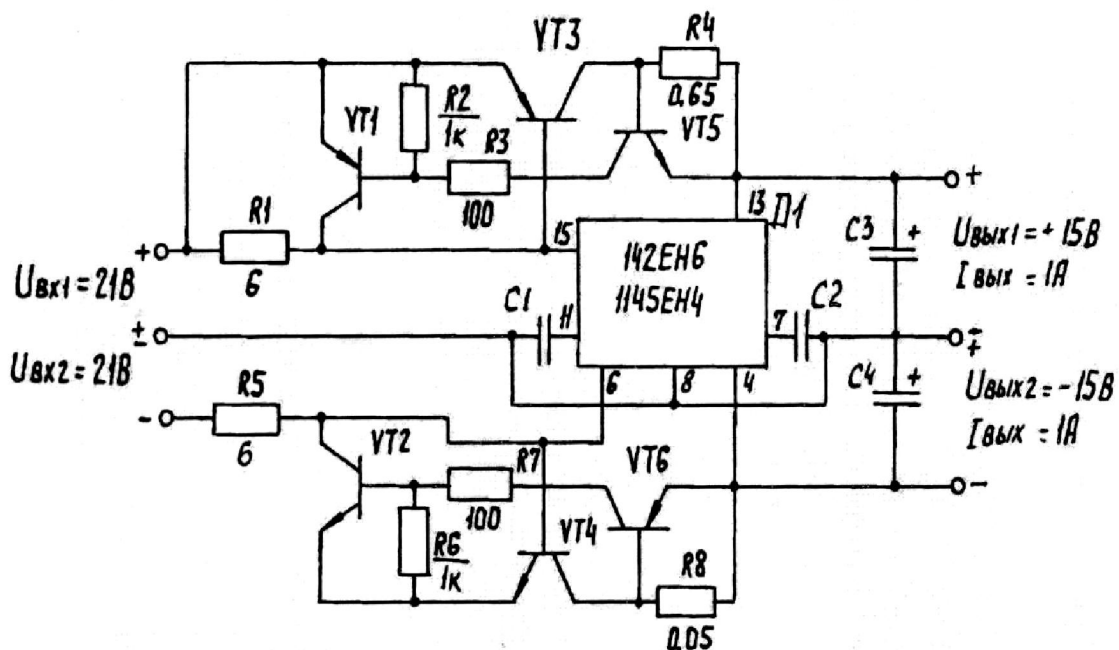 VT3
R4
0,65
VT1
R2
1к
R3
100
VT5
R1
6
15
13
D1
+
Uвх1 = 21В
142ЕН6
1145ЕН4
C3
+
+
Uвых1 = + 15В
Iвых = 1А
±
C1
11
7
C2
∓
Uвх2 = 21В
6
8
4
C4
+
Uвых2 = - 15В
Iвых = 1А
-
R5
6
VT2
R7
100
VT6
-
R6
1к
VT4
R8
0,05